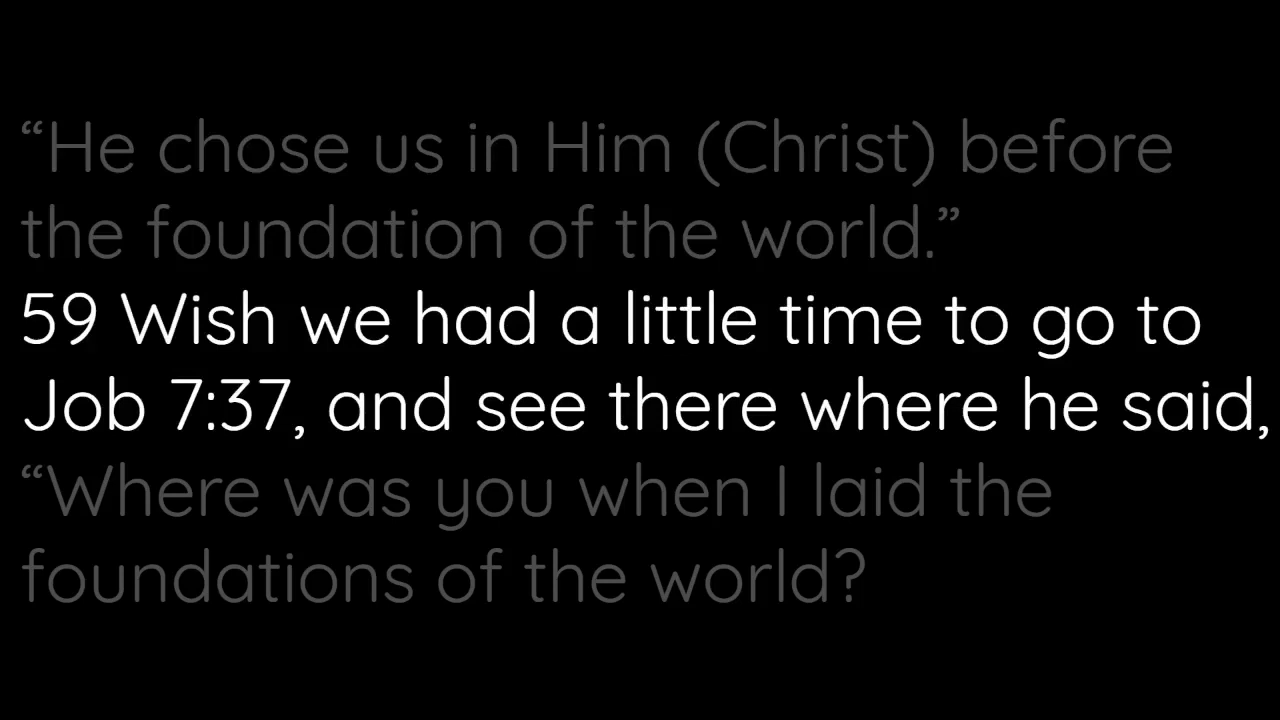 “He chose us in Him (Christ) before
the foundation of the world.”
59 Wish we had a little time to go to
Job 7:37, and see there where he said,
“Where was you when I laid the
foundations of the world?